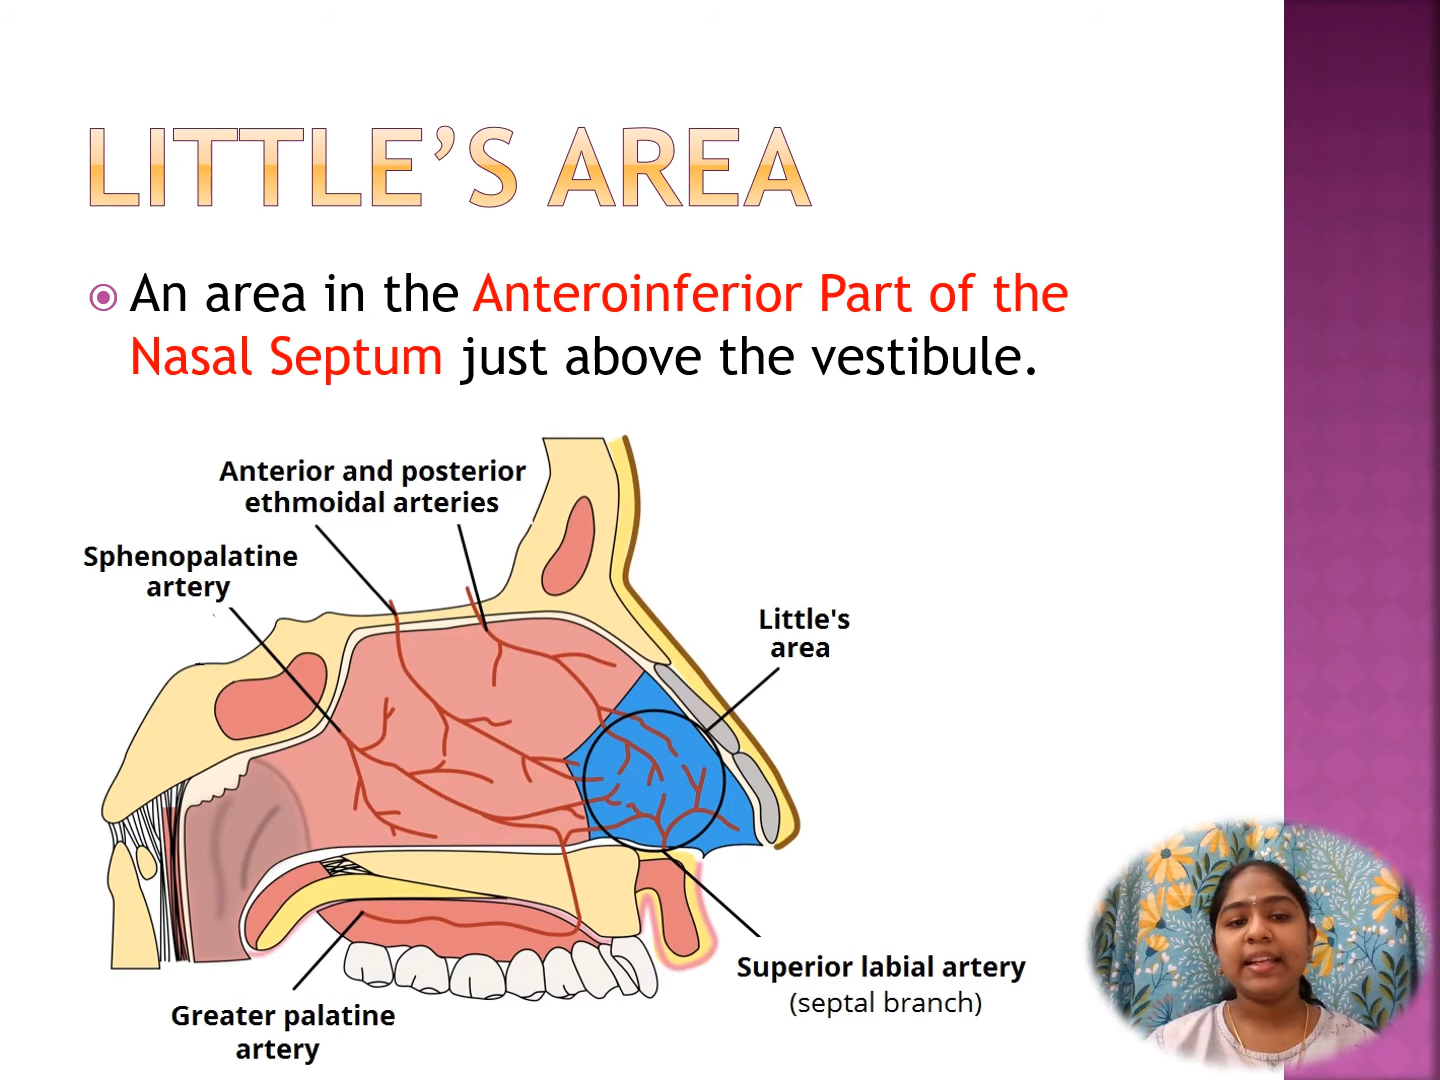 LITTLE’S AREA
An area in the Anteroinferior Part of the
Nasal Septum just above the vestibule.
Anterior and posterior
ethmoidal arteries
Sphenopalatine
artery
Little's
area
Superior labial artery
(septal branch)
Greater palatine
artery